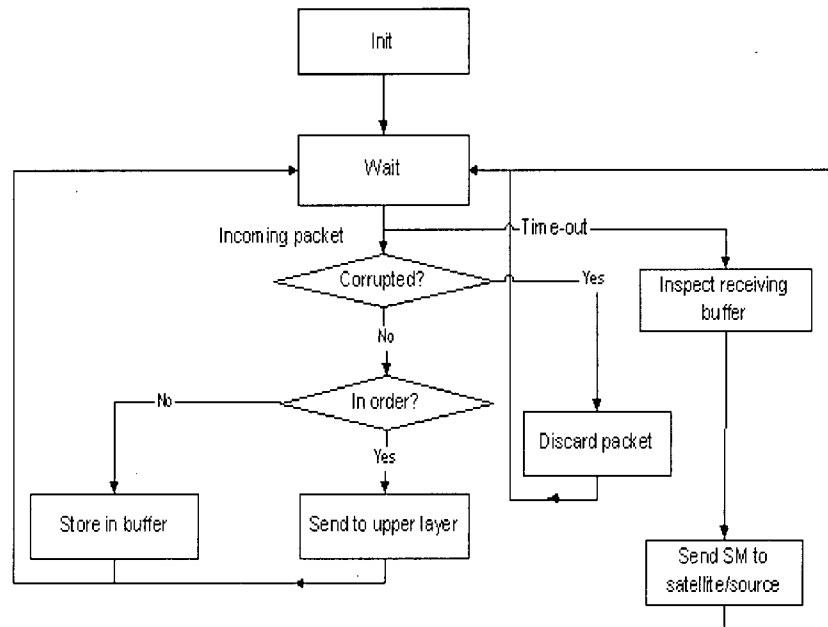 Init
Wait
Incoming packet
Time-out
Corrupted?
Yes
Inspect receiving
buffer
No
In order?
No
Yes
Discard packet
Store in buffer
Send to upper layer
Send SM to
satellite/source